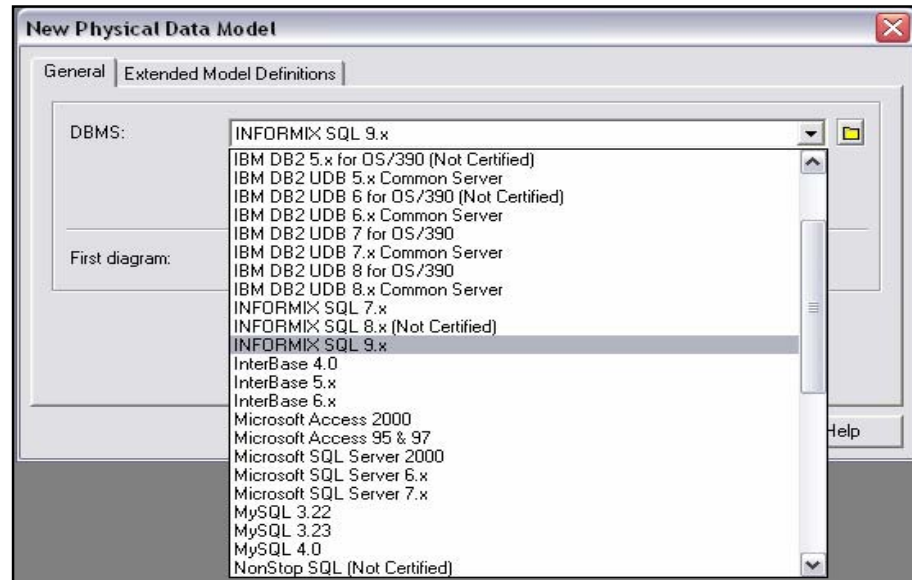 New Physical Data Model
General Extended Model Definitions
DBMS: INFORMIX SQL 9.x
IBM DB2 5.x for OS/390 (Not Certified)
IBM DB2 UDB 5.x Common Server
IBM DB2 UDB 6 for OS/390 (Not Certified)
IBM DB2 UDB 6.x Common Server
IBM DB2 UDB 7 for OS/390
IBM DB2 UDB 7.x Common Server
First diagram:
IBM DB2 UDB 8 for OS/390
IBM DB2 UDB 8.x Common Server
INFORMIX SQL 7.x
INFORMIX SQL 8.x (Not Certified)
INFORMIX SQL 9.x
InterBase 4.0
InterBase 5.x
InterBase 6.x
Microsoft Access 2000
Microsoft Access 95 & 97
Help
Microsoft SQL Server 2000
Microsoft SQL Server 6.x
Microsoft SQL Server 7.x
MySQL 3.22
MySQL 3.23
MySQL 4.0
NonStop SQL (Not Certified)